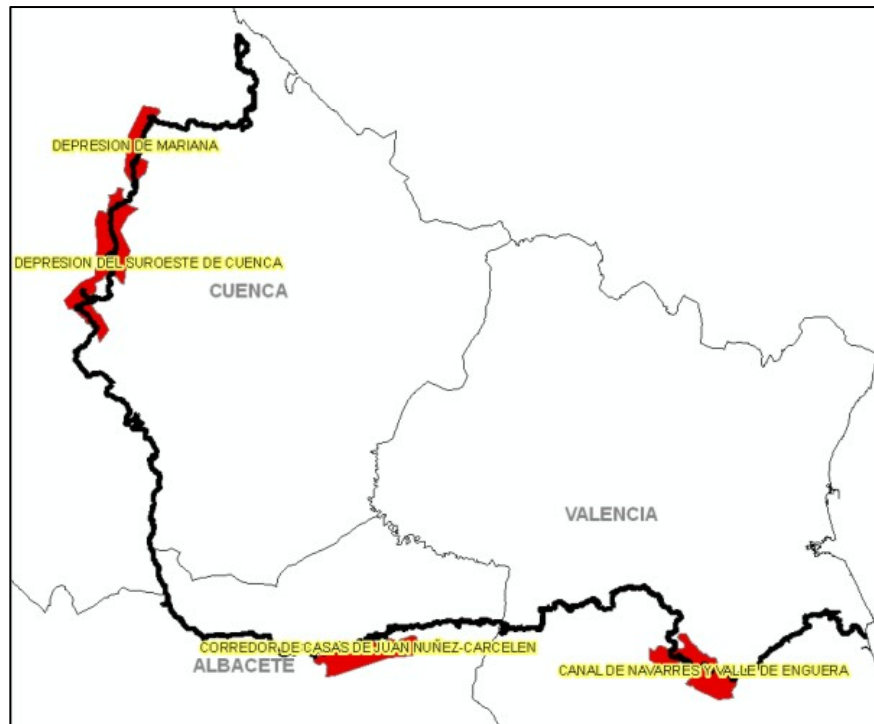 DEPRESION DE MARIANA
DEPRESION DEL SUROESTE DE CUENCA
CUENCA
VALENCIA
CORREDOR DE CASAS DE JUAN NUÑEZ-CARCELEN
ALBACETE
CANAL DE NAVARRES Y VALLE DE ENGUERA